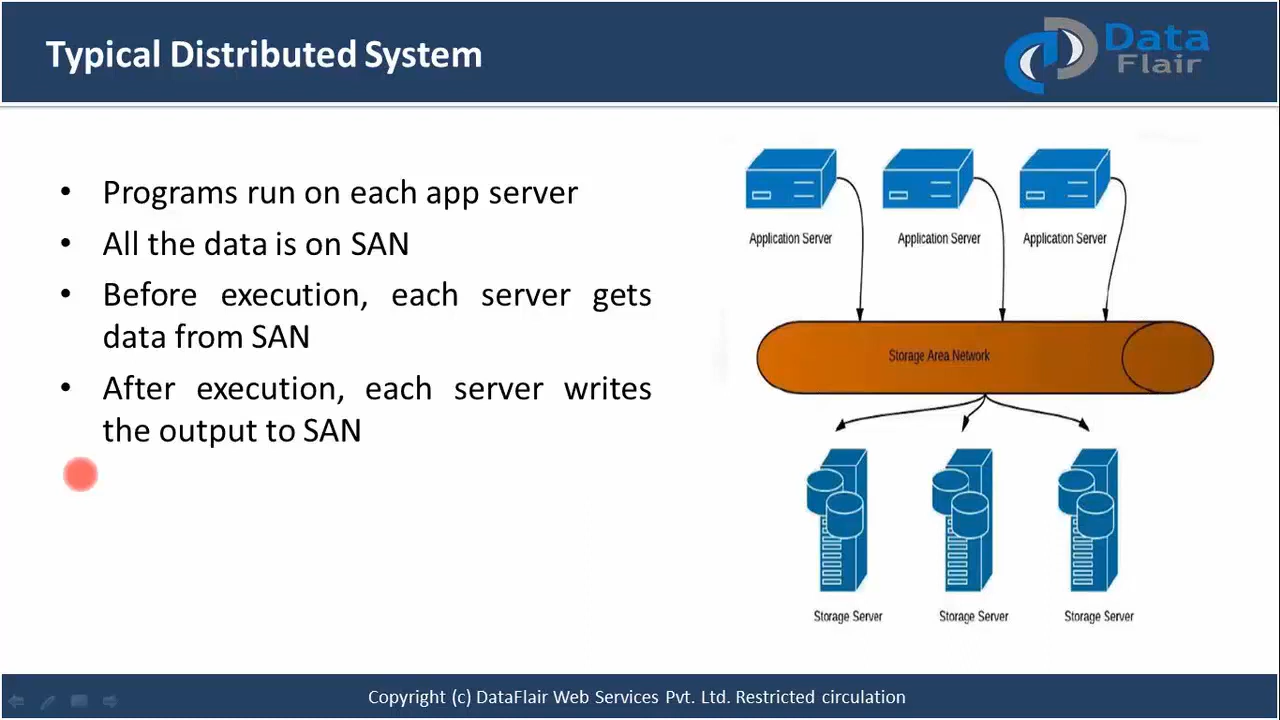 Typical Distributed System
Data
Flair
• Programs run on each app server
• All the data is on SAN
• Before execution, each server gets
data from SAN
• After execution, each server writes
the output to SAN
Application Server
Application Server
Application Server
Storage Area Network
Storage Server
Storage Server
Storage Server
Copyright (c) DataFlair Web Services Pvt. Ltd. Restricted circulation